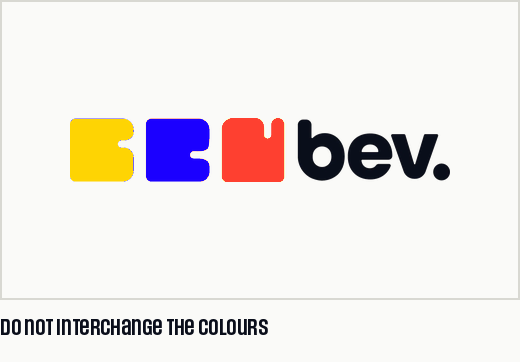 bev.
DO NOT INTERCHANGE THE COLOURS